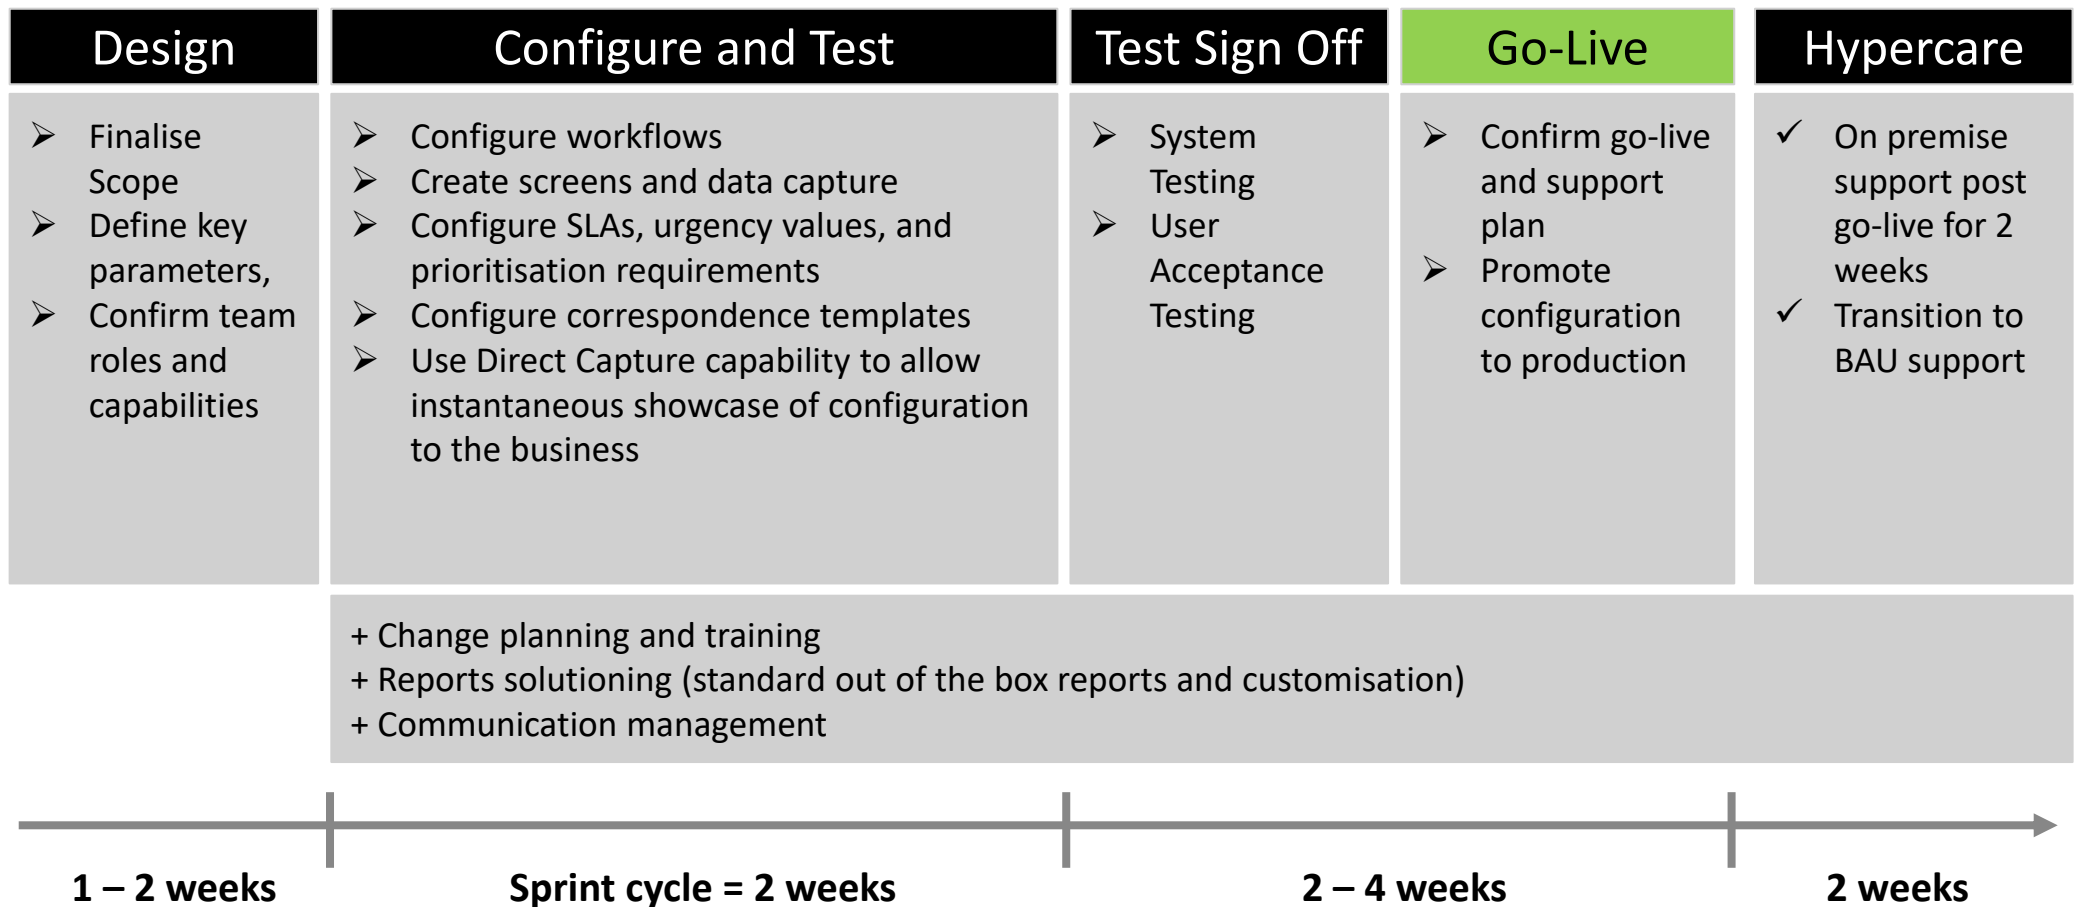 Design
Finalise
Scope
Define key
parameters,
Confirm team
roles and
capabilities
Configure and Test
Configure workflows
Create screens and data capture
Configure SLAs, urgency values, and
prioritisation requirements
Configure correspondence templates
Use Direct Capture capability to allow
instantaneous showcase of configuration
to the business
Test Sign Off
System
Testing
User
Acceptance
Testing
Go-Live
Confirm go-live
and support
plan
Promote
configuration
to production
Hypercare
On premise
support post
go-live for 2
weeks
Transition to
BAU support
+ Change planning and training
+ Reports solutioning (standard out of the box reports and customisation)
+ Communication management
1 – 2 weeks
Sprint cycle = 2 weeks
2 – 4 weeks
2 weeks